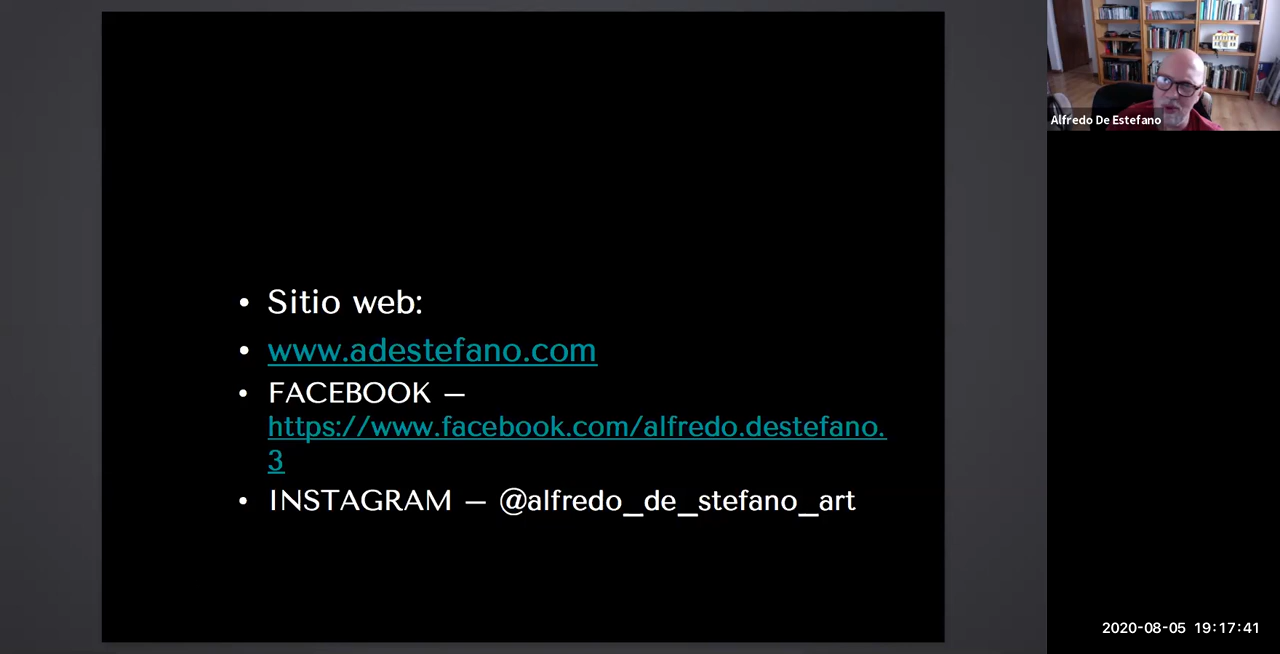 • Sitio web:
• www.adestefano.com
• FACEBOOK –
https://www.facebook.com/alfredo.destefano.
3
• INSTAGRAM – @alfredo_de_stefano_art
Alfredo De Estefano
2020-08-05 19:17:41